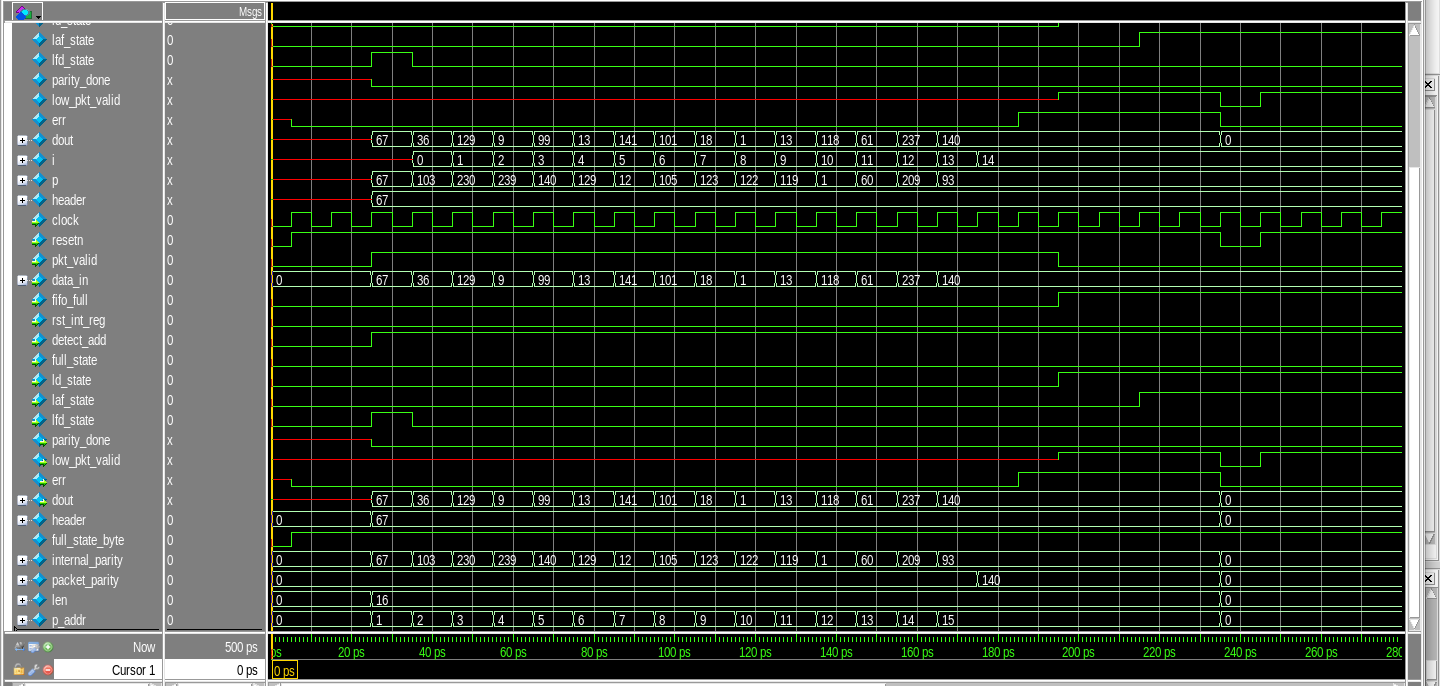 Msgs
laf_state 0
lfd_state 0
parity_done x
low_pkt_valid x
err x
dout x 67 36 129 9 99 13 141 101 18 1 13 118 61 237 140 0
i x 0 1 2 3 4 5 6 7 8 9 10 11 12 13 14
p x 67 103 230 239 140 129 12 105 123 122 119 1 60 209 93
header x 67
clock 0
resetn 0
pkt_valid 0
data_in 0 0 67 36 129 9 99 13 141 101 18 1 13 118 61 237 140
fifo_full 0
rst_int_reg 0
detect_add 0
full_state 0
ld_state 0
laf_state 0
lfd_state 0
parity_done x
low_pkt_valid x
err x
dout x 67 36 129 9 99 13 141 101 18 1 13 118 61 237 140 0
header 0 0 67 0
full_state_byte 0
internal_parity 0 0 67 103 230 239 140 129 12 105 123 122 119 1 60 209 93 0
packet_parity 0 0 140 0
len 0 0 16 0
p_addr 0 0 1 2 3 4 5 6 7 8 9 10 11 12 13 14 15 0
Now 500 ps ps 20 ps 40 ps 60 ps 80 ps 100 ps 120 ps 140 ps 160 ps 180 ps 200 ps 220 ps 240 ps 260 ps 280
Cursor 1 0 ps 0 ps